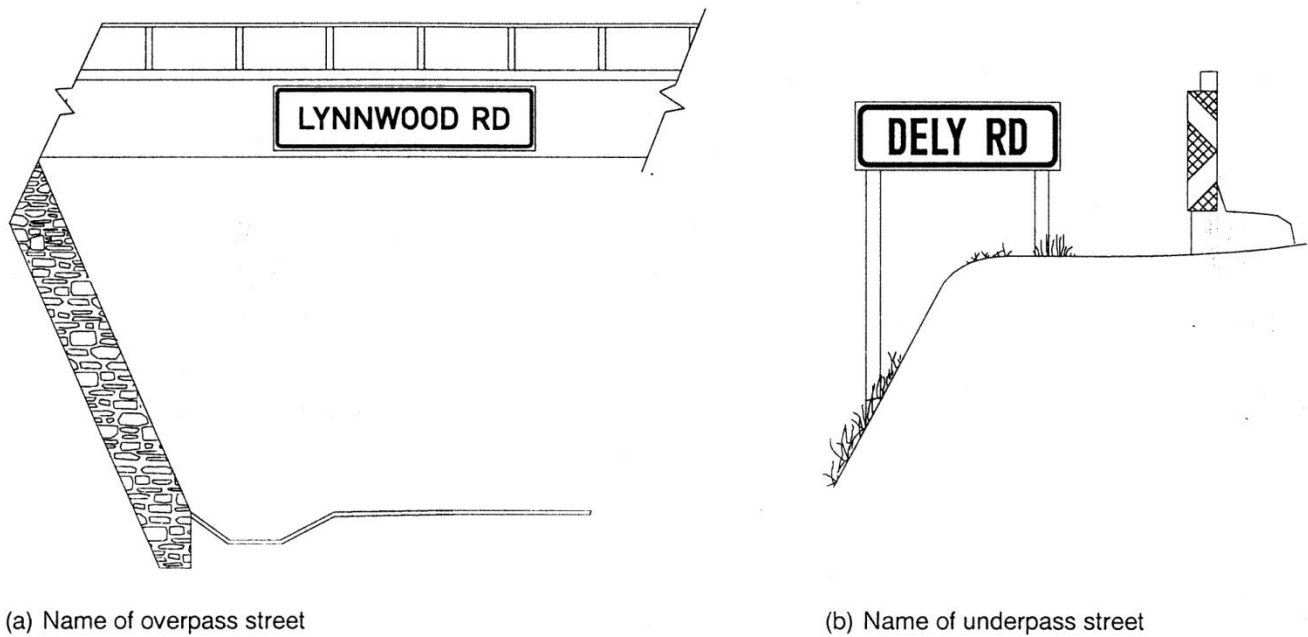 LYNNWOOD RD
DELY RD
(a) Name of overpass street
(b) Name of underpass street